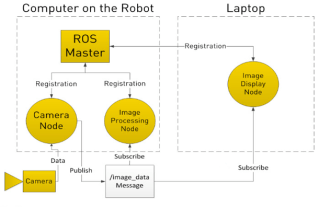 Computer on the Robot
Laptop
ROS
Master
Registration
Registration
Registration
Image
Display
Node
Camera
Node
Image
Processing
Node
Data
Publish
Subscribe
Subscribe
Camera
/image_data
Message